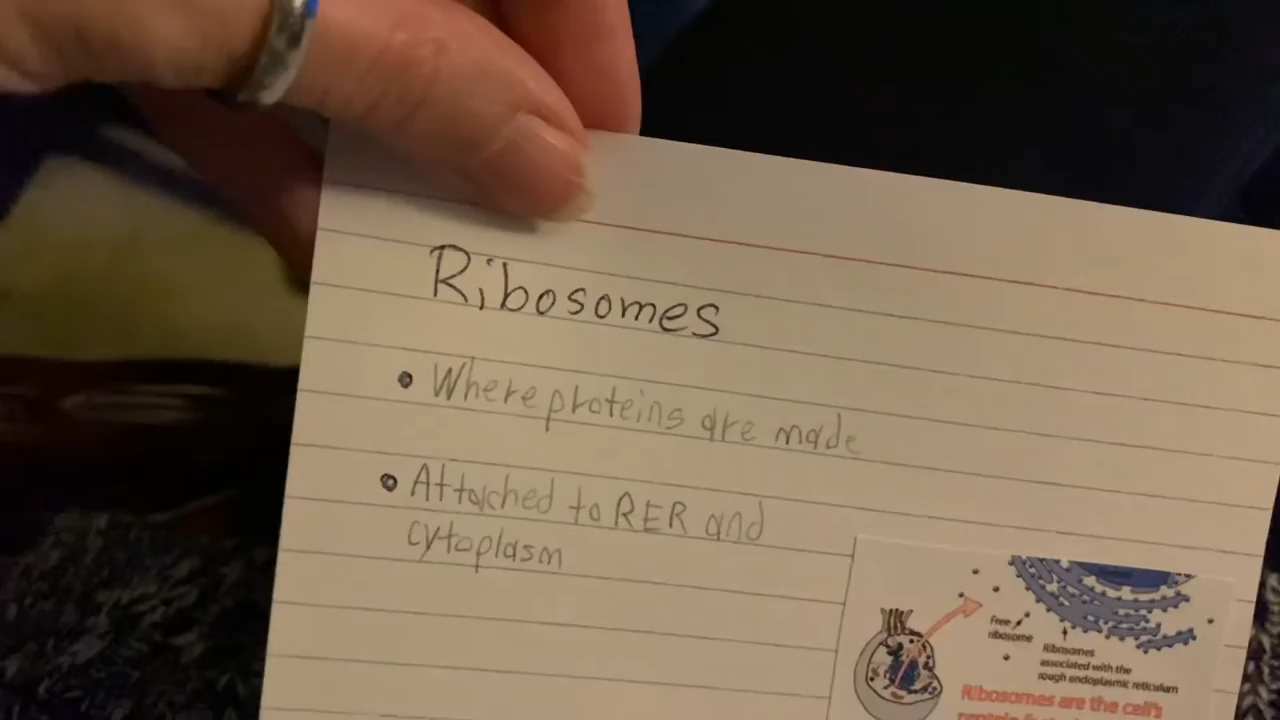 Ribosomes
• Where proteins are made
• Attached to RER and
cytoplasm
Free
ribosome
Ribosomes
associated with the
rough endoplasmic reticulum
Ribosomes are the cell's
protein